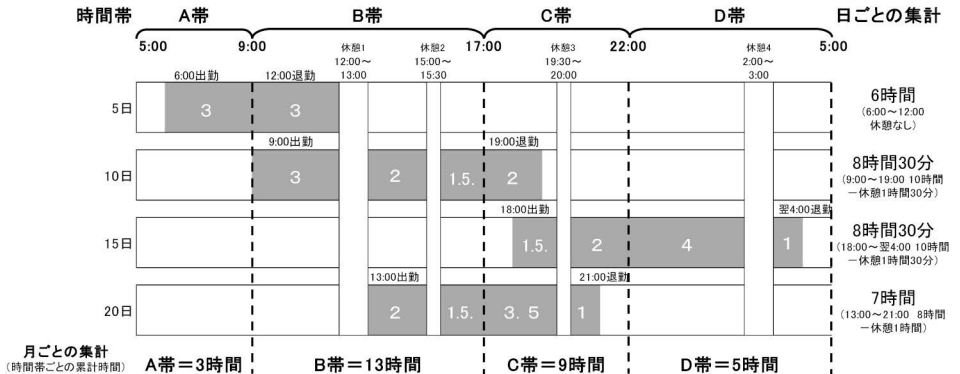 時間帯 A帯 B帯 C帯 D帯 日ごとの集計
5:00 9:00 17:00 22:00 5:00
休憩1 休憩2 休憩3 休憩4
12:00～ 15:00～ 19:30～ 2:00～
13:00 15:30 20:00 3:00
6:00出勤 12:00退勤
5日 3 3 6時間
(6:00～12:00
休憩なし)
9:00出勤 19:00退勤
10日 3 2 1.5. 2 8時間30分
(9:00～19:00 10時間
－休憩1時間30分)
18:00出勤 翌4:00退勤
15日 1.5. 2 4 1 8時間30分
(18:00～翌4:00 10時間
－休憩1時間30分)
13:00出勤 21:00退勤
20日 2 1.5. 3. 5 1 7時間
(13:00～21:00 8時間
－休憩1時間)
月ごとの集計
(時間帯ごとの累計時間)
A帯＝3時間 B帯＝13時間 C帯＝9時間 D帯＝5時間